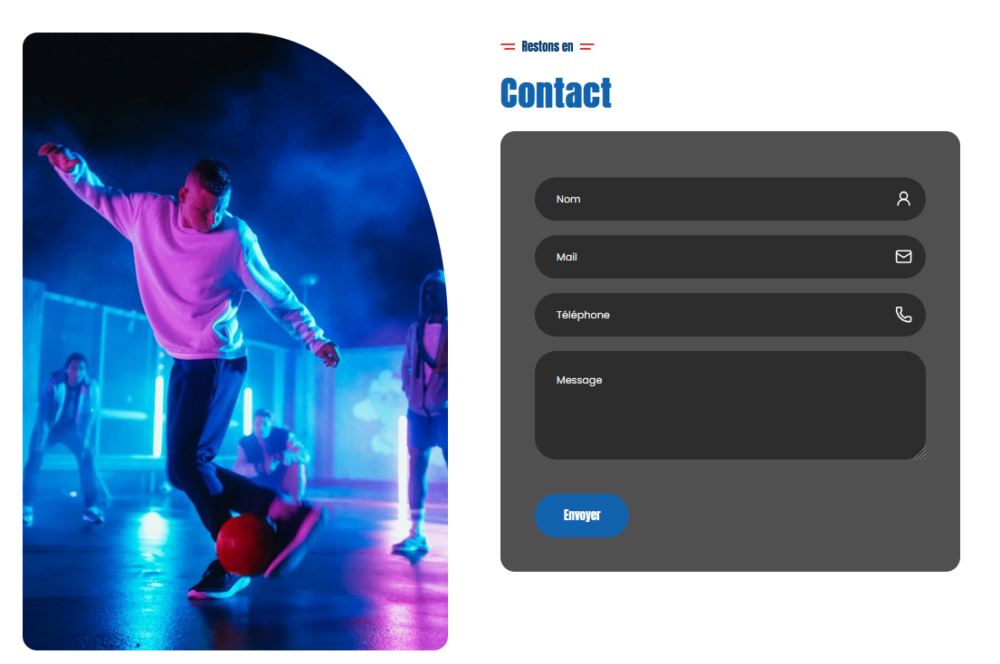 Restons en
Contact
Nom
Mail
Téléphone
Message
Envoyer